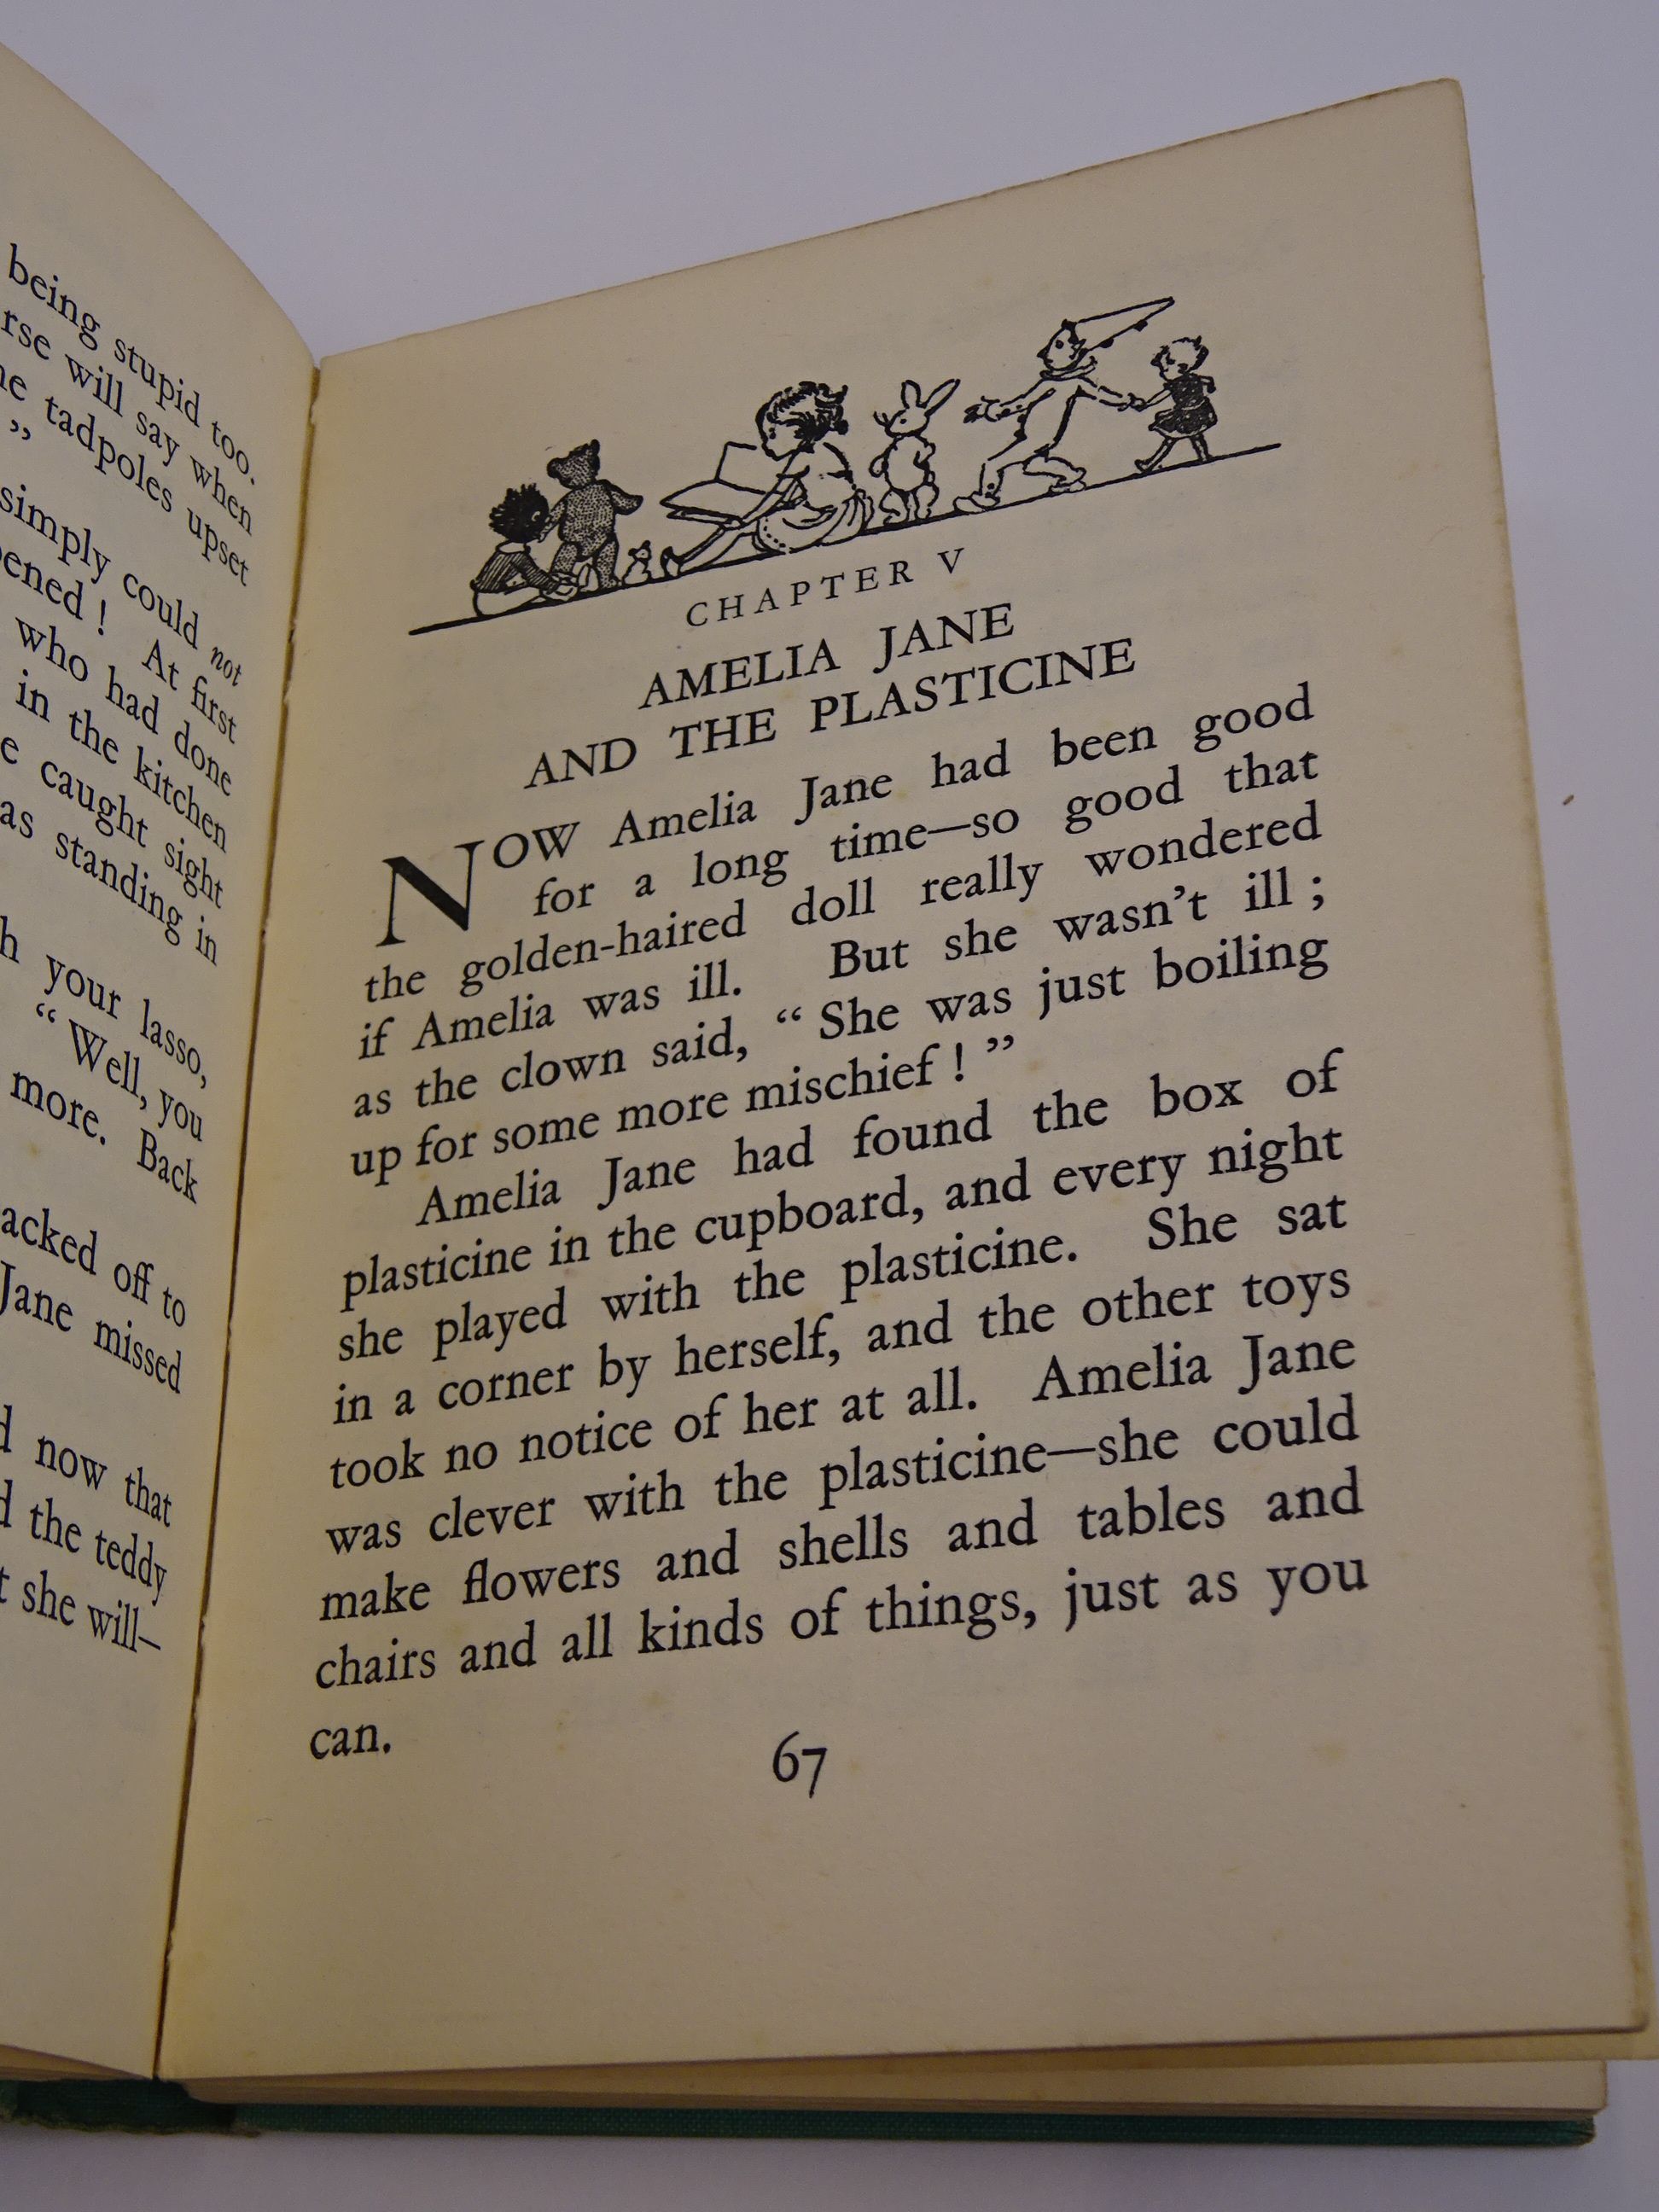 being stupid too.
will say when
tadpoles upset
”
simply could not
! At first
who had done
in the kitchen
caught sight
standing in
your lasso,
“ Well, you
more. Back
off to
Jane missed
now that
the teddy
she will—
CHAPTER V
AMELIA JANE
AND THE PLASTICINE
NOW Amelia Jane had been good
for a long time—so good that
the golden-haired doll really wondered
if Amelia was ill. But she wasn’t ill ;
as the clown said, “ She was just boiling
up for some more mischief ! ”
Amelia Jane had found the box of
plasticine in the cupboard, and every night
she played with the plasticine. She sat
in a corner by herself, and the other toys
took no notice of her at all. Amelia Jane
was clever with the plasticine—she could
make flowers and shells and tables and
chairs and all kinds of things, just as you
can.
67